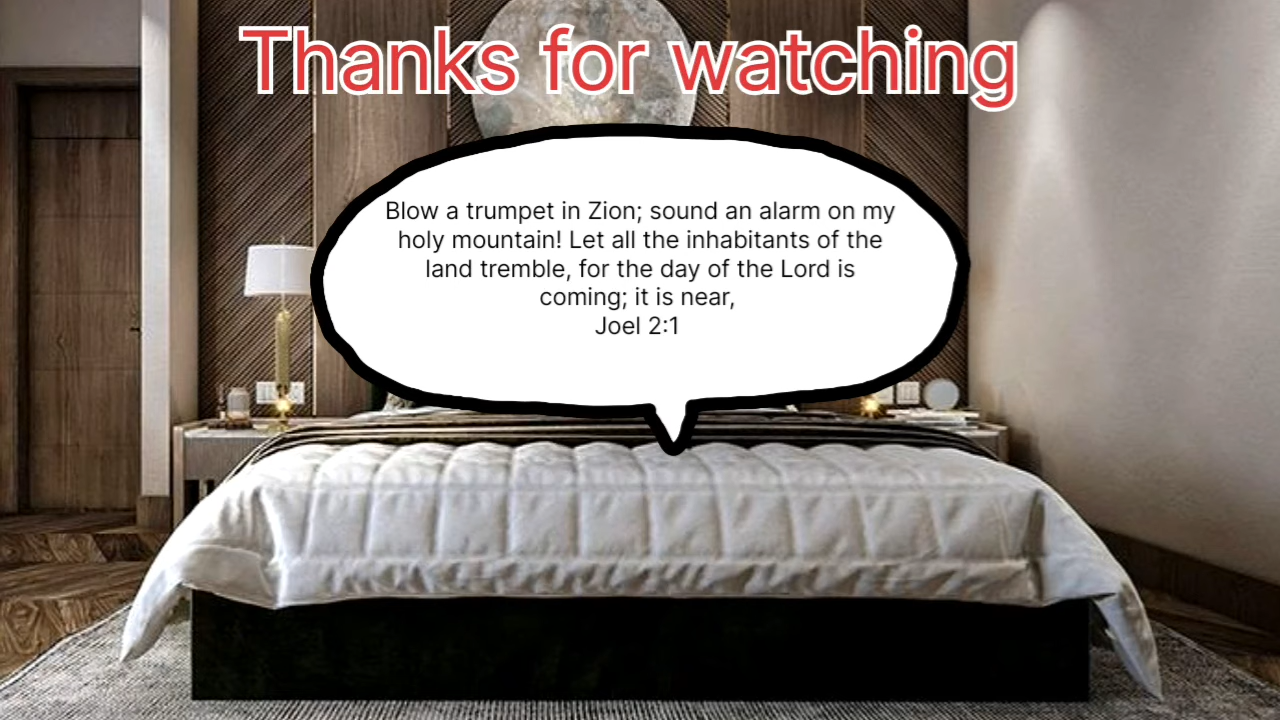 Thanks for watching
Blow a trumpet in Zion; sound an alarm on my
holy mountain! Let all the inhabitants of the
land tremble, for the day of the Lord is
coming; it is near,
Joel 2:1